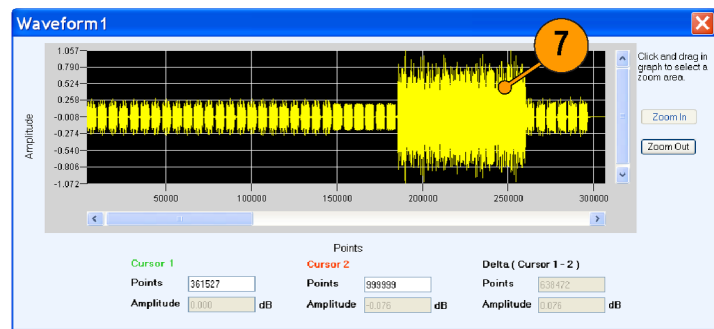 Waveform1
7
1.057
0.790
0.524
0.258
-0.008
-0.274
-0.540
-0.806
-1.072
Amplitude
50000 100000 150000 200000 250000 300000
Points
Click and drag in
graph to select a
zoom area.
Zoom In
Zoom Out
Cursor 1 Cursor 2 Delta ( Cursor 1 - 2 )
Points 361527 Points 999999 Points 638472
Amplitude 0.000 dB Amplitude -0.076 dB Amplitude 0.076 dB